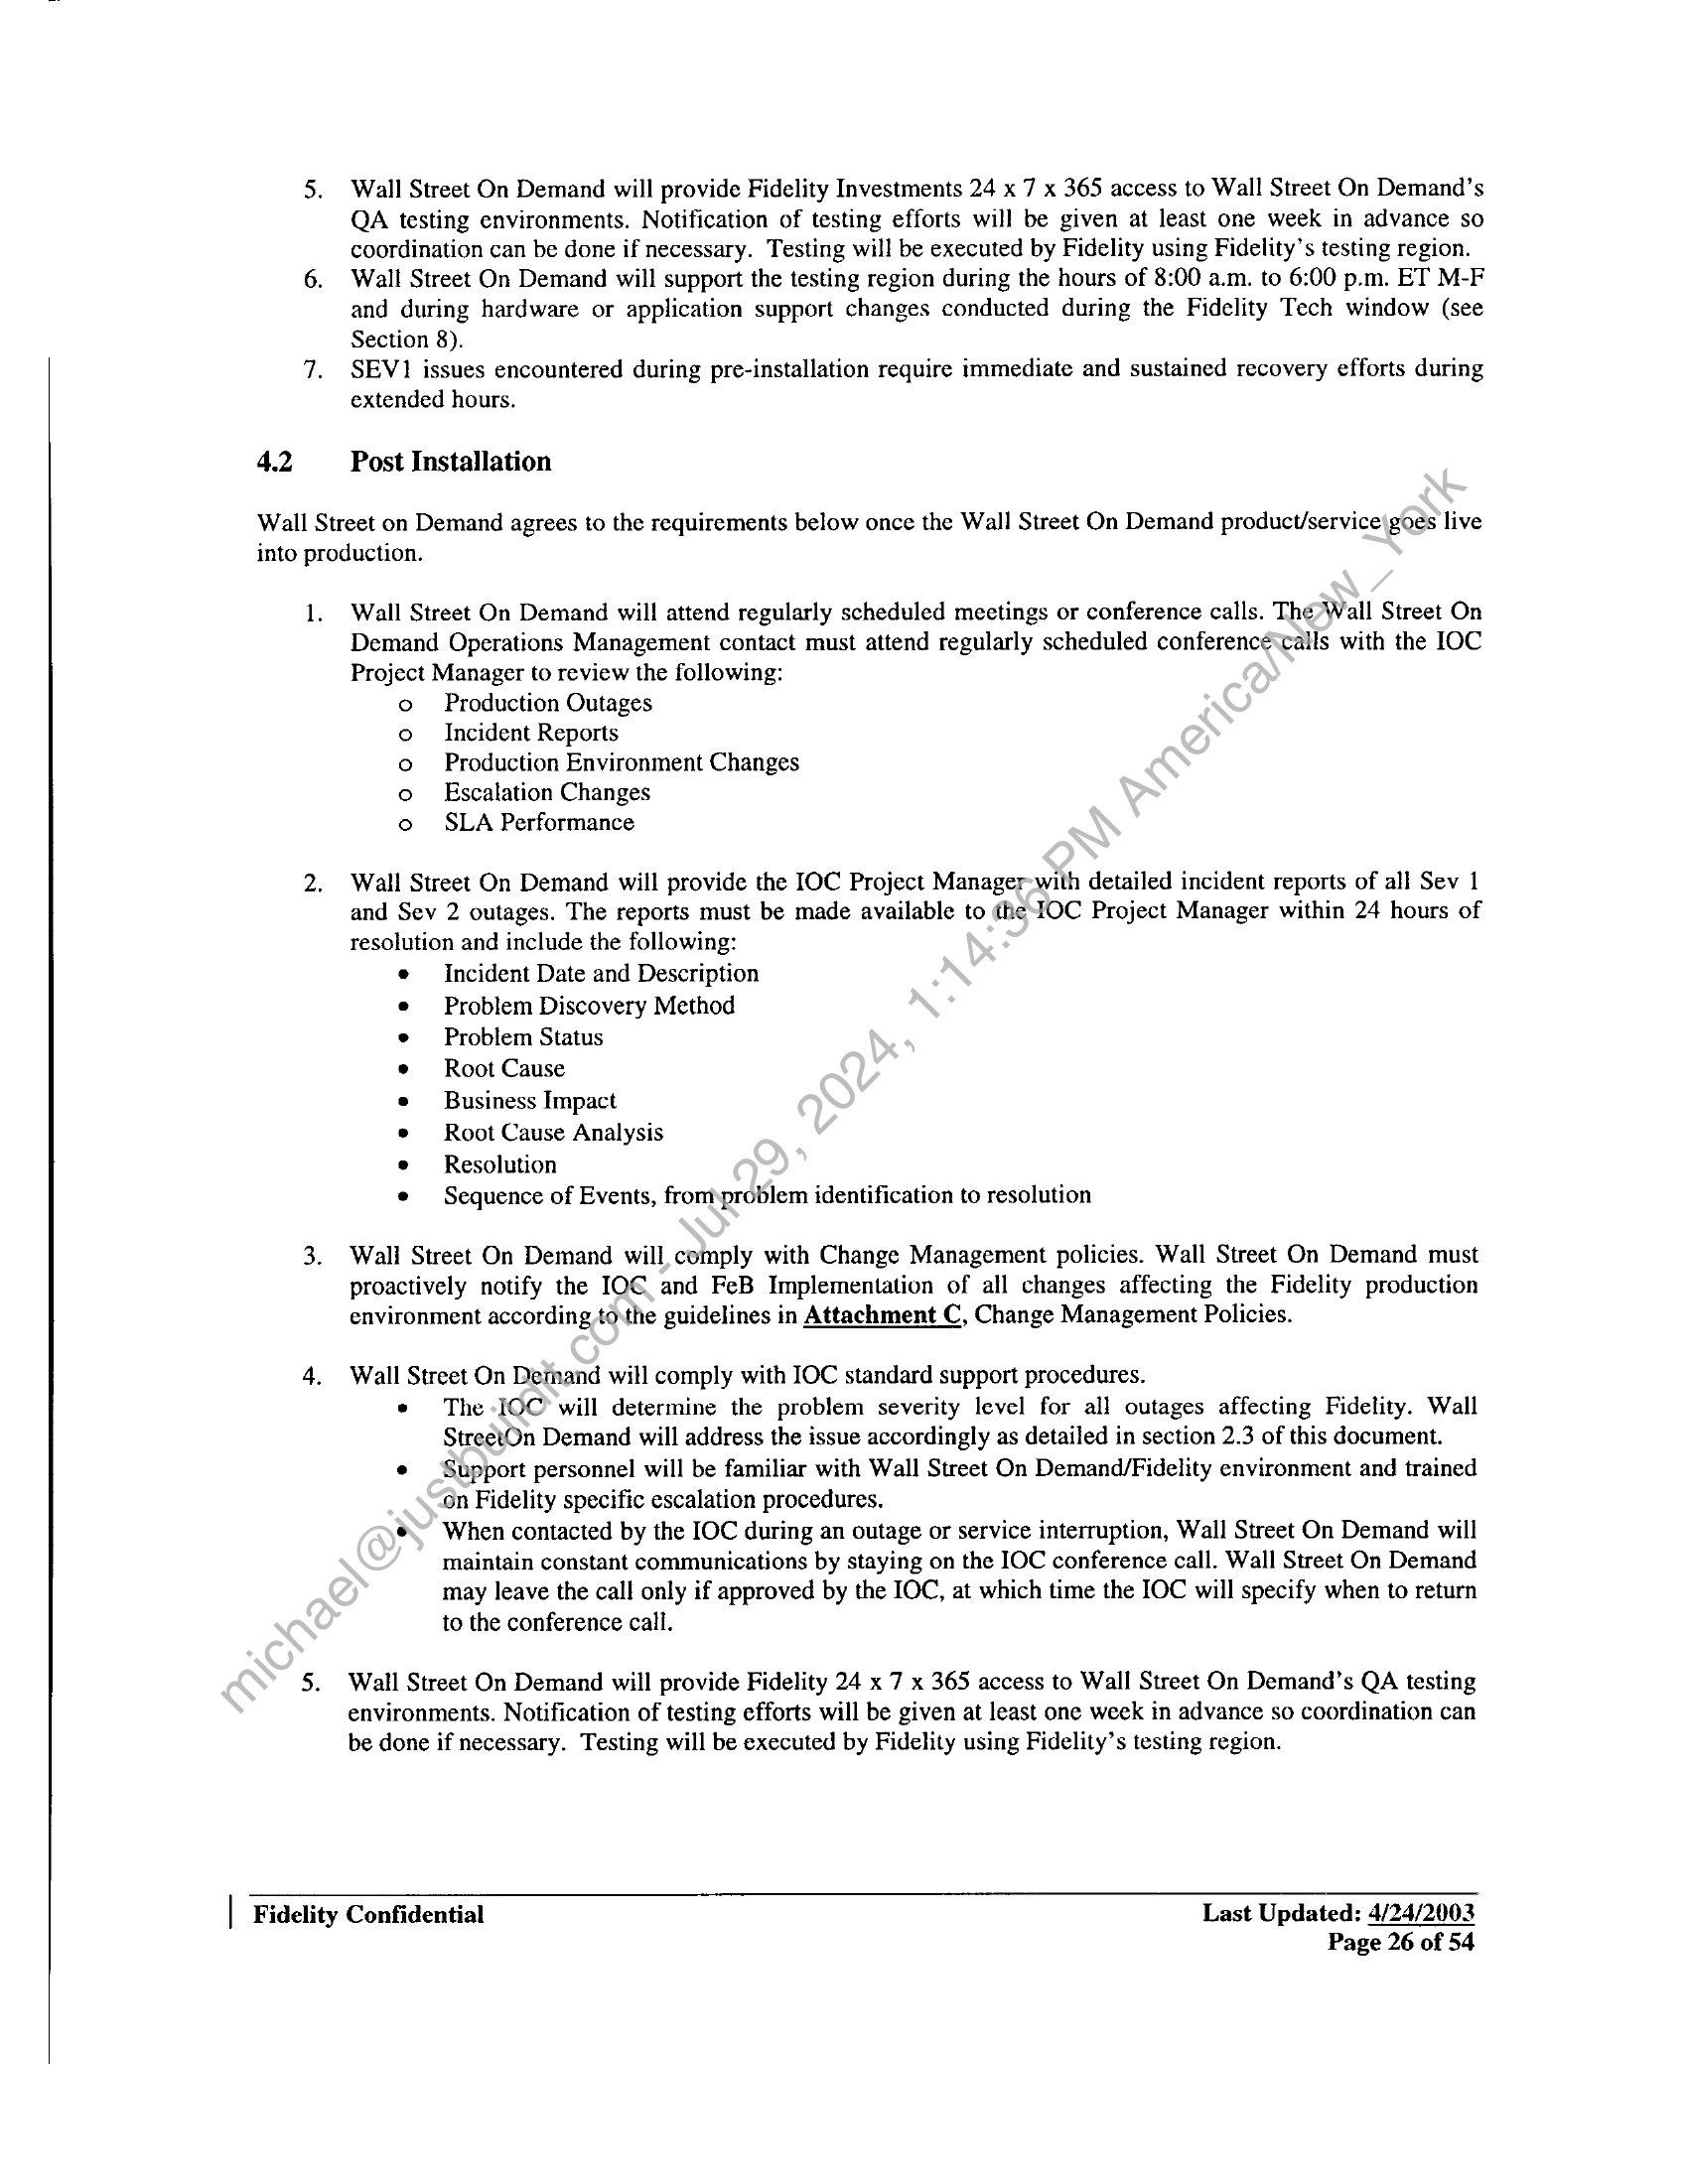 5. Wall Street On Demand will provide Fidelity Investments 24 x 7 x 365 access to Wall Street On Demand's
QA testing environments. Notification of testing efforts will be given at least one week in advance so
coordination can be done if necessary. Testing will be executed by Fidelity using Fidelity's testing region.
6. Wall Street On Demand will support the testing region during the hours of 8:00 a.m. to 6:00 p.m. ET M-F
and during hardware or application support changes conducted during the Fidelity Tech window (see
Section 8).
7. SEV1 issues encountered during pre-installation require immediate and sustained recovery efforts during
extended hours.
4.2 Post Installation
Wall Street on Demand agrees to the requirements below once the Wall Street On Demand product/service goes live
into production.
1. Wall Street On Demand will attend regularly scheduled meetings or conference calls. The Wall Street On
Demand Operations Management contact must attend regularly scheduled conference calls with the IOC
Project Manager to review the following:
o Production Outages
o Incident Reports
o Production Environment Changes
o Escalation Changes
o SLA Performance
2. Wall Street On Demand will provide the IOC Project Manager with detailed incident reports of all Sev 1
and Sev 2 outages. The reports must be made available to the IOC Project Manager within 24 hours of
resolution and include the following:
• Incident Date and Description
• Problem Discovery Method
• Problem Status
• Root Cause
• Business Impact
• Root Cause Analysis
• Resolution
• Sequence of Events, from problem identification to resolution
3. Wall Street On Demand will comply with Change Management policies. Wall Street On Demand must
proactively notify the IOC and FeB Implementation of all changes affecting the Fidelity production
environment according to the guidelines in Attachment C, Change Management Policies.
4. Wall Street On Demand will comply with IOC standard support procedures.
• The IOC will determine the problem severity level for all outages affecting Fidelity. Wall
StreetOn Demand will address the issue accordingly as detailed in section 2.3 of this document.
• Support personnel will be familiar with Wall Street On Demand/Fidelity environment and trained
on Fidelity specific escalation procedures.
• When contacted by the IOC during an outage or service interruption, Wall Street On Demand will
maintain constant communications by staying on the IOC conference call. Wall Street On Demand
may leave the call only if approved by the IOC, at which time the IOC will specify when to return
to the conference call.
5. Wall Street On Demand will provide Fidelity 24 x 7 x 365 access to Wall Street On Demand's QA testing
environments. Notification of testing efforts will be given at least one week in advance so coordination can
be done if necessary. Testing will be executed by Fidelity using Fidelity's testing region.
michael@justbuildit.com - Jul 29, 2024, 1:14:36 PM America/New_York
Fidelity Confidential Last Updated: 4/24/2003
Page 26 of 54